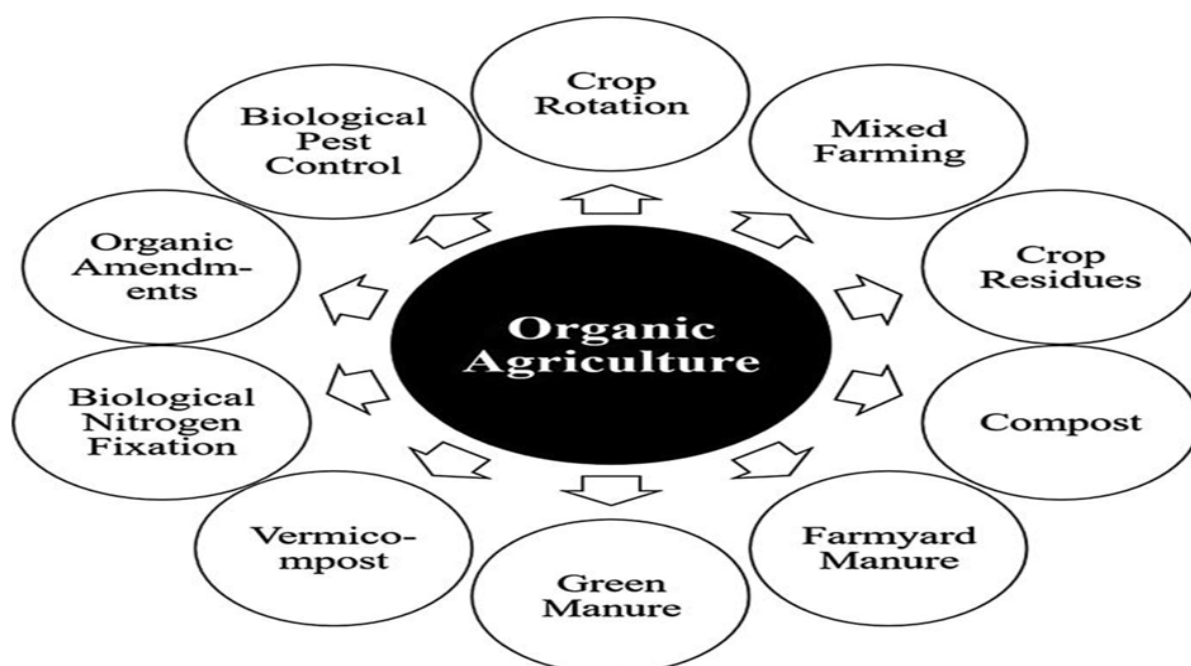 Crop
Rotation
Mixed
Farming
Crop
Residues
Compost
Farmyard
Manure
Green
Manure
Vermico-
mpost
Biological
Nitrogen
Fixation
Organic
Amendm-
ents
Biological
Pest
Control
Organic
Agriculture